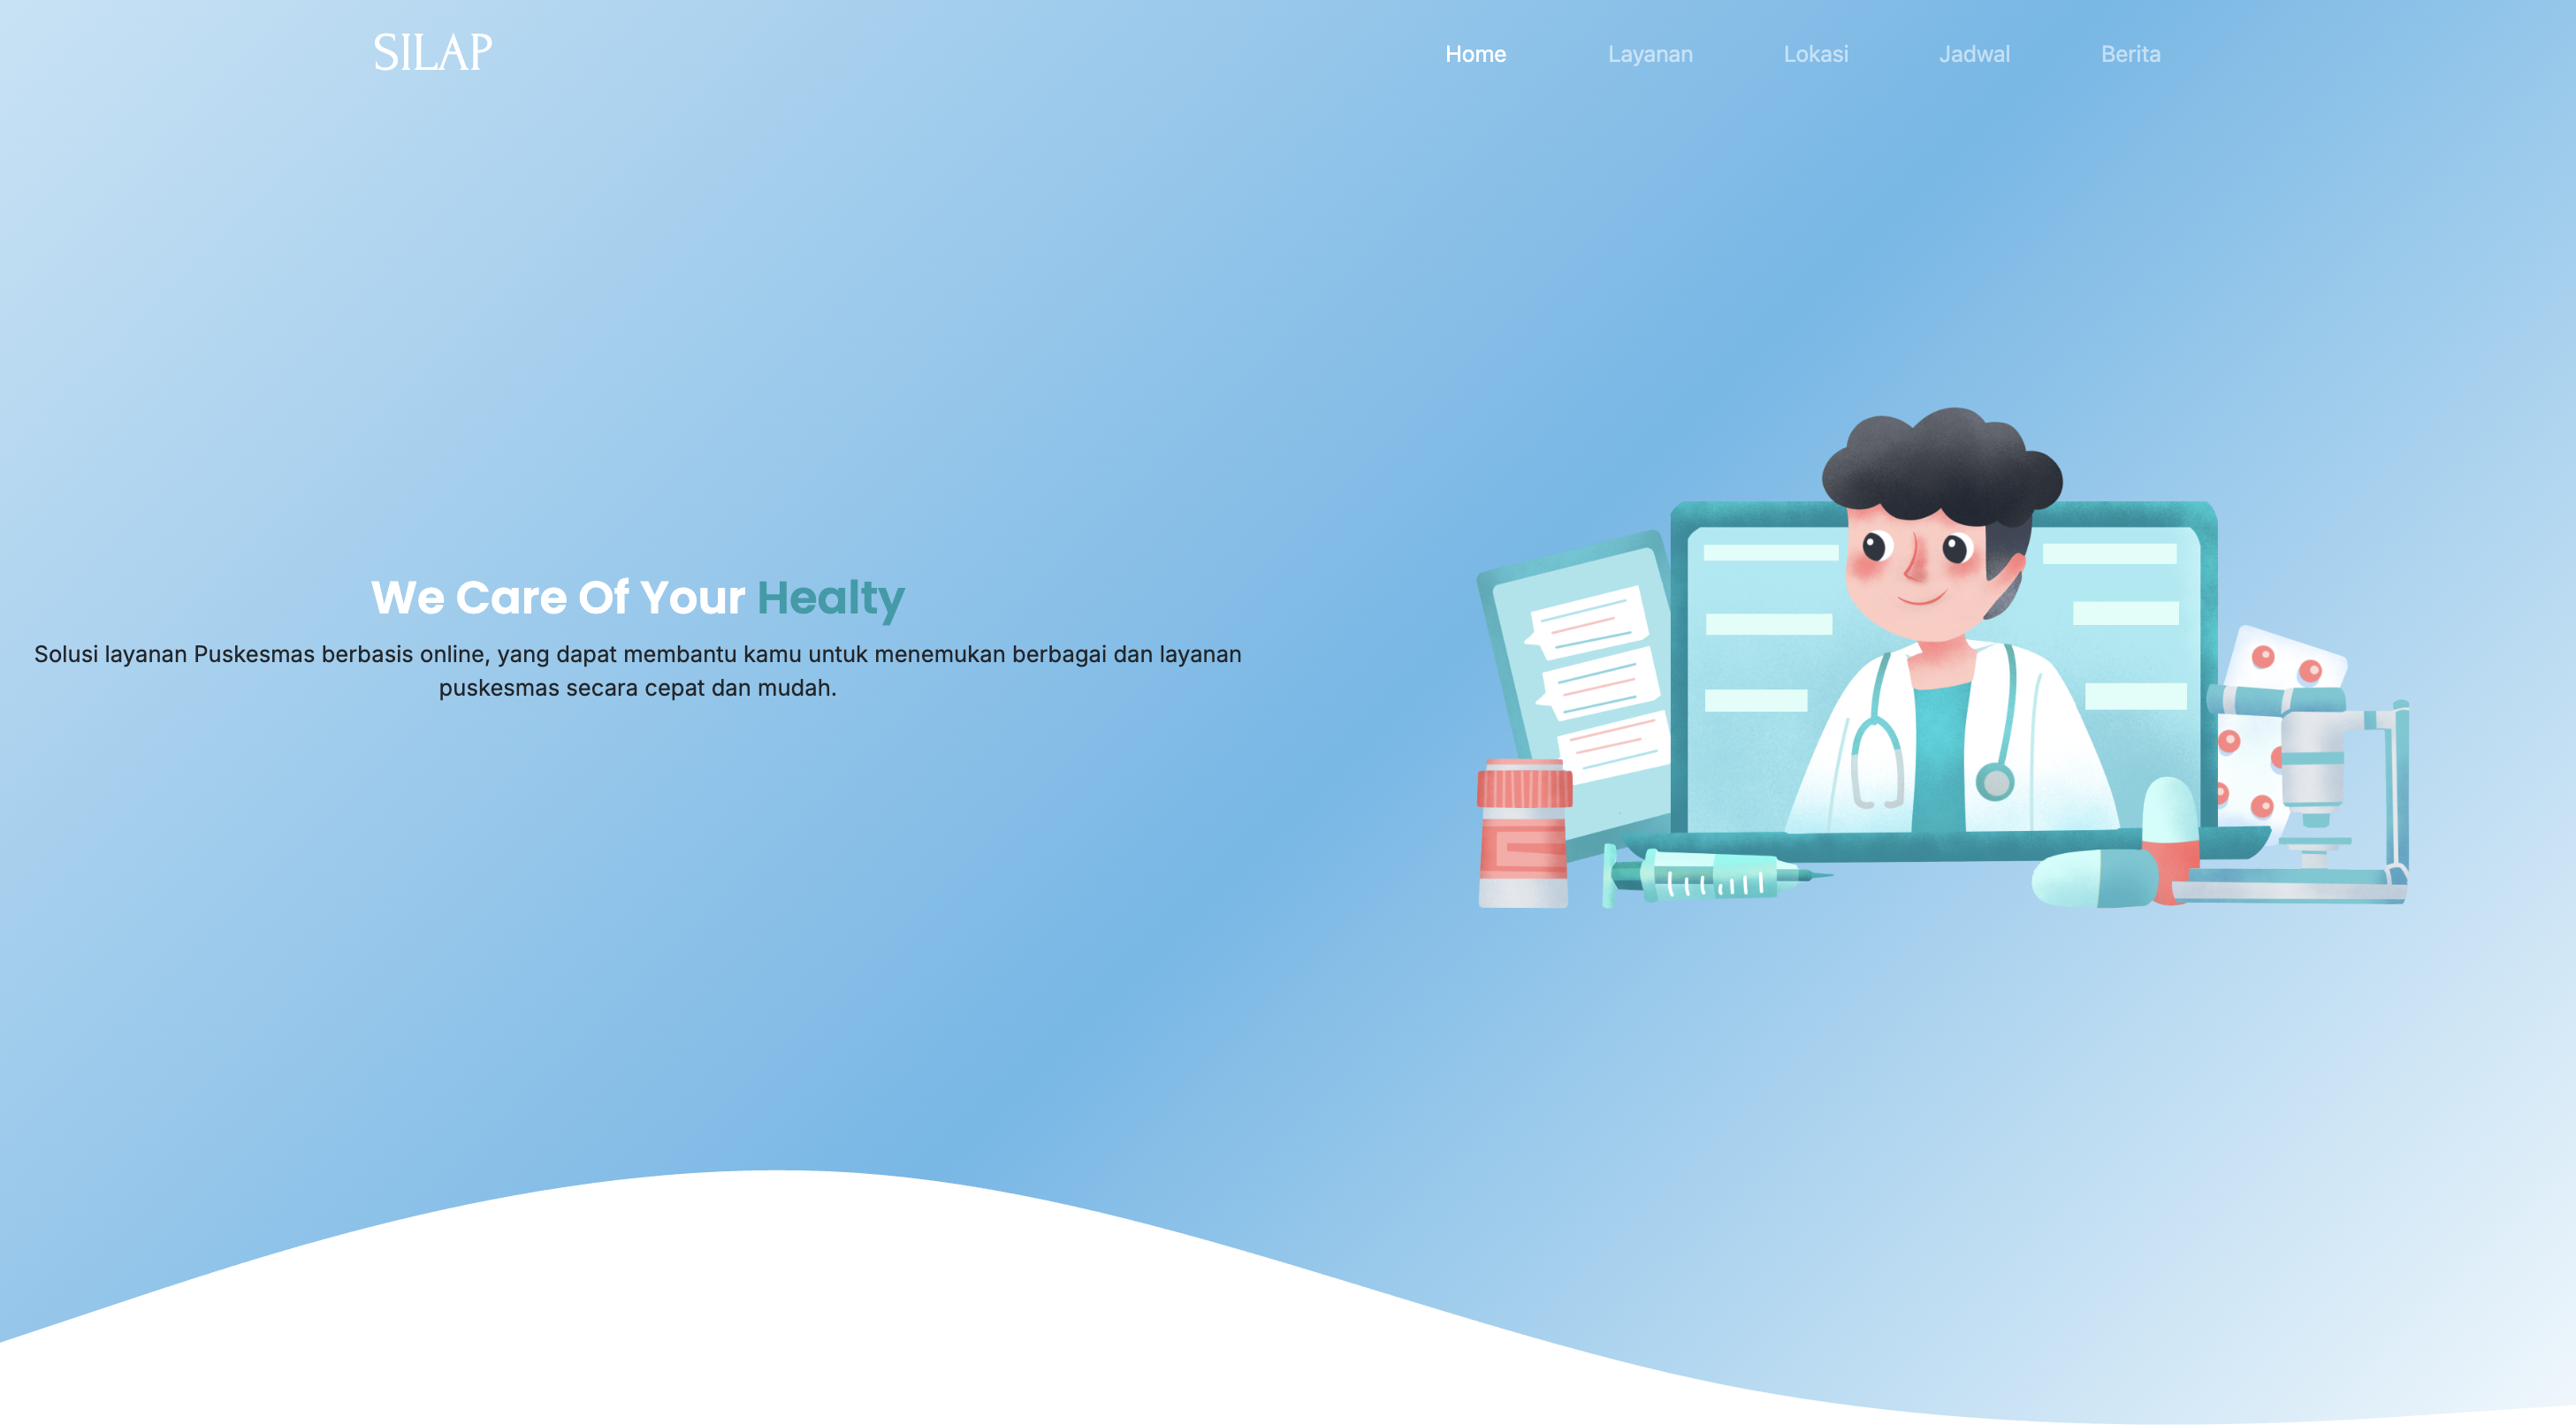 SILAP
Home Layanan Lokasi Jadwal Berita
We Care Of Your Healty
Solusi layanan Puskesmas berbasis online, yang dapat membantu kamu untuk menemukan berbagai dan layanan
puskesmas secara cepat dan mudah.